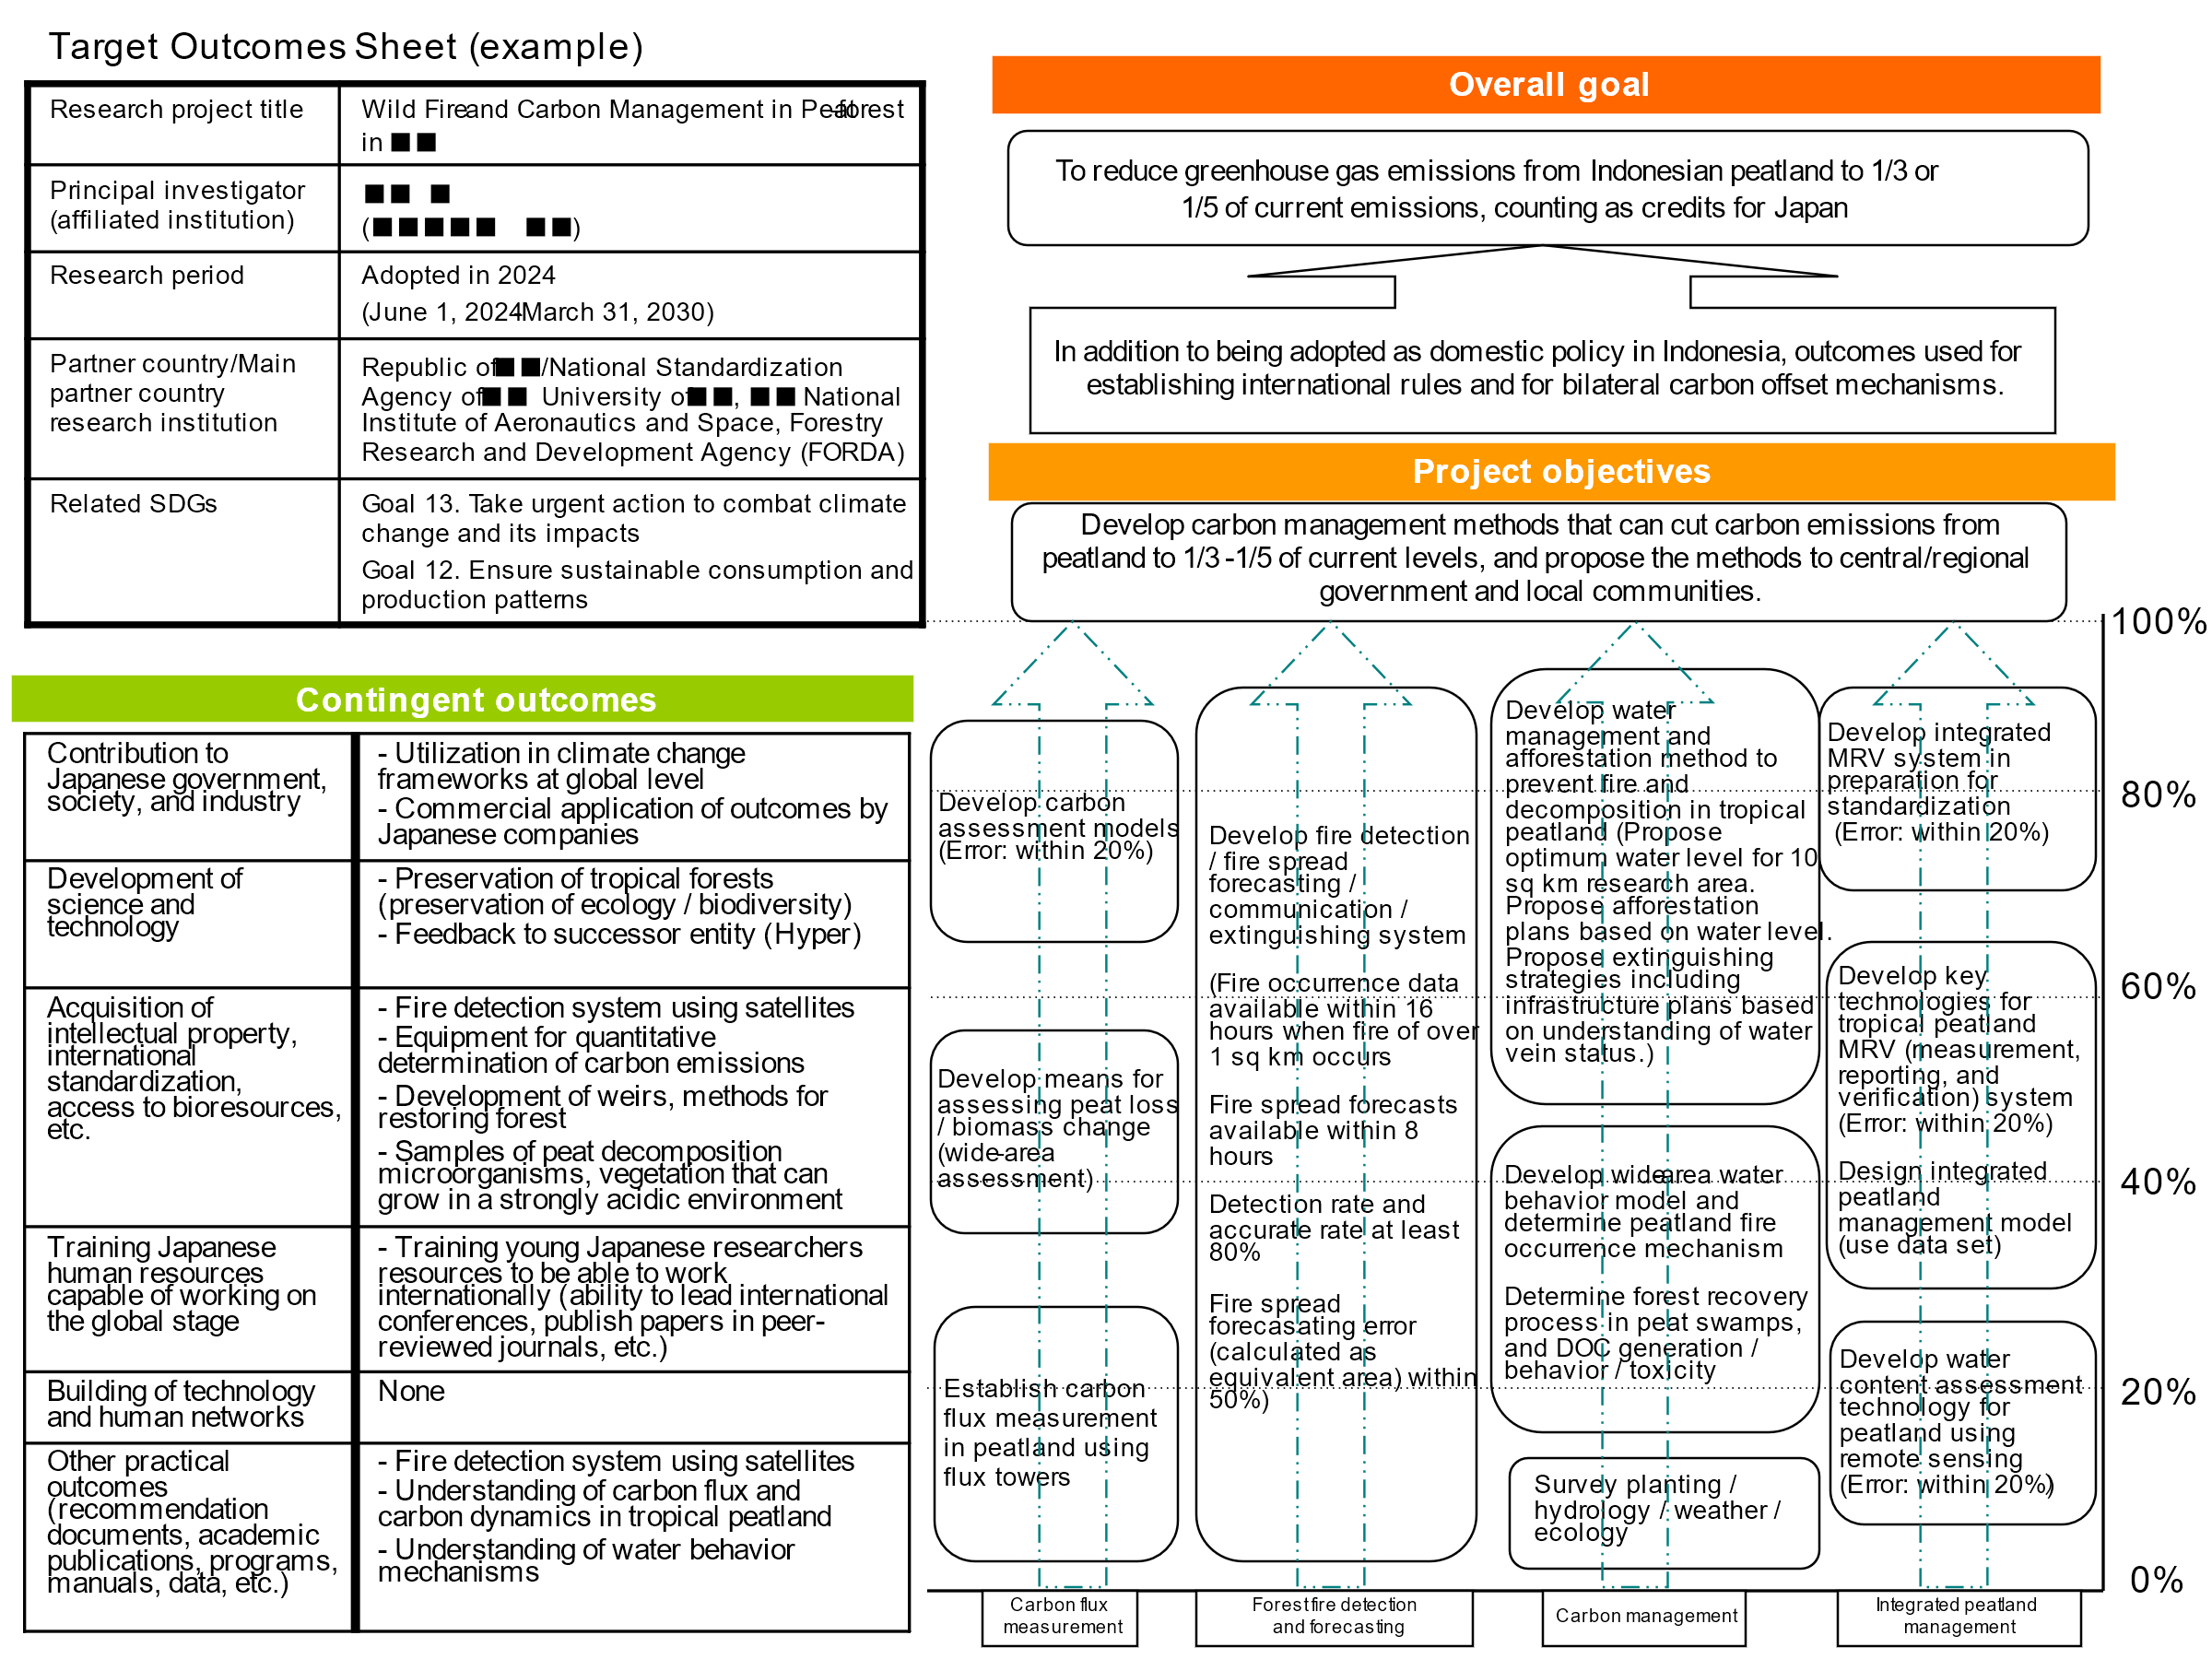 Target Outcomes Sheet (example)
Research project title
Wild Fire and Carbon Management in Peat-forest
in ■■
Principal investigator
(affiliated institution)
■■ ■
(■■■■■ ■■)
Research period
Adopted in 2024
(June 1, 2024-March 31, 2030)
Partner country/Main
partner country
research institution
Republic of ■■/National Standardization
Agency of ■■ University of ■■, ■■ National
Institute of Aeronautics and Space, Forestry
Research and Development Agency (FORDA)
Related SDGs
Goal 13. Take urgent action to combat climate
change and its impacts
Goal 12. Ensure sustainable consumption and
production patterns
Overall goal
To reduce greenhouse gas emissions from Indonesian peatland to 1/3 or
1/5 of current emissions, counting as credits for Japan
In addition to being adopted as domestic policy in Indonesia, outcomes used for
establishing international rules and for bilateral carbon offset mechanisms.
Project objectives
Develop carbon management methods that can cut carbon emissions from
peatland to 1/3 -1/5 of current levels, and propose the methods to central/regional
government and local communities.
Contingent outcomes
Contribution to
Japanese government,
society, and industry
- Utilization in climate change
frameworks at global level
- Commercial application of outcomes by
Japanese companies
Development of
science and
technology
- Preservation of tropical forests
(preservation of ecology / biodiversity)
- Feedback to successor entity (Hyper)
Acquisition of
intellectual property,
international
standardization,
access to bioresources,
etc.
- Fire detection system using satellites
- Equipment for quantitative
determination of carbon emissions
- Development of weirs, methods for
restoring forest
- Samples of peat decomposition
microorganisms, vegetation that can
grow in a strongly acidic environment
Training Japanese
human resources
capable of working on
the global stage
- Training young Japanese researchers
resources to be able to work
internationally (ability to lead international
conferences, publish papers in peer-
reviewed journals, etc.)
Building of technology
and human networks
None
Other practical
outcomes
(recommendation
documents, academic
publications, programs,
manuals, data, etc.)
- Fire detection system using satellites
- Understanding of carbon flux and
carbon dynamics in tropical peatland
- Understanding of water behavior
mechanisms
Develop carbon
assessment models
(Error: within 20%)
Develop means for
assessing peat loss
/ biomass change
(wide-area
assessment)
Establish carbon
flux measurement
in peatland using
flux towers
Carbon flux
measurement
Develop fire detection
/ fire spread
forecasting /
communication /
extinguishing system
(Fire occurrence data
available within 16
hours when fire of over
1 sq km occurs
Fire spread forecasts
available within 8
hours
Detection rate and
accurate rate at least
80%
Fire spread
forecasating error
(calculated as
equivalent area) within
50%)
Forest fire detection
and forecasting
Develop water
management and
afforestation method to
prevent fire and
decomposition in tropical
peatland (Propose
optimum water level for 10
sq km research area.
Propose afforestation
plans based on water level.
Propose extinguishing
strategies including
infrastructure plans based
on understanding of water
vein status.)
Develop widearea water
behavior model and
determine peatland fire
occurrence mechanism
Determine forest recovery
process in peat swamps,
and DOC generation /
behavior / toxicity
Survey planting /
hydrology / weather /
ecology
Carbon management
Develop integrated
MRV system in
preparation for
standardization
(Error: within 20%)
Develop key
technologies for
tropical peatland
MRV (measurement,
reporting, and
verification) system
(Error: within 20%)
Design integrated
peatland
management model
(use data set)
Develop water
content assessment
technology for
peatland using
remote sensing
(Error: within 20%)
Integrated peatland
management
100%
80%
60%
40%
20%
0%